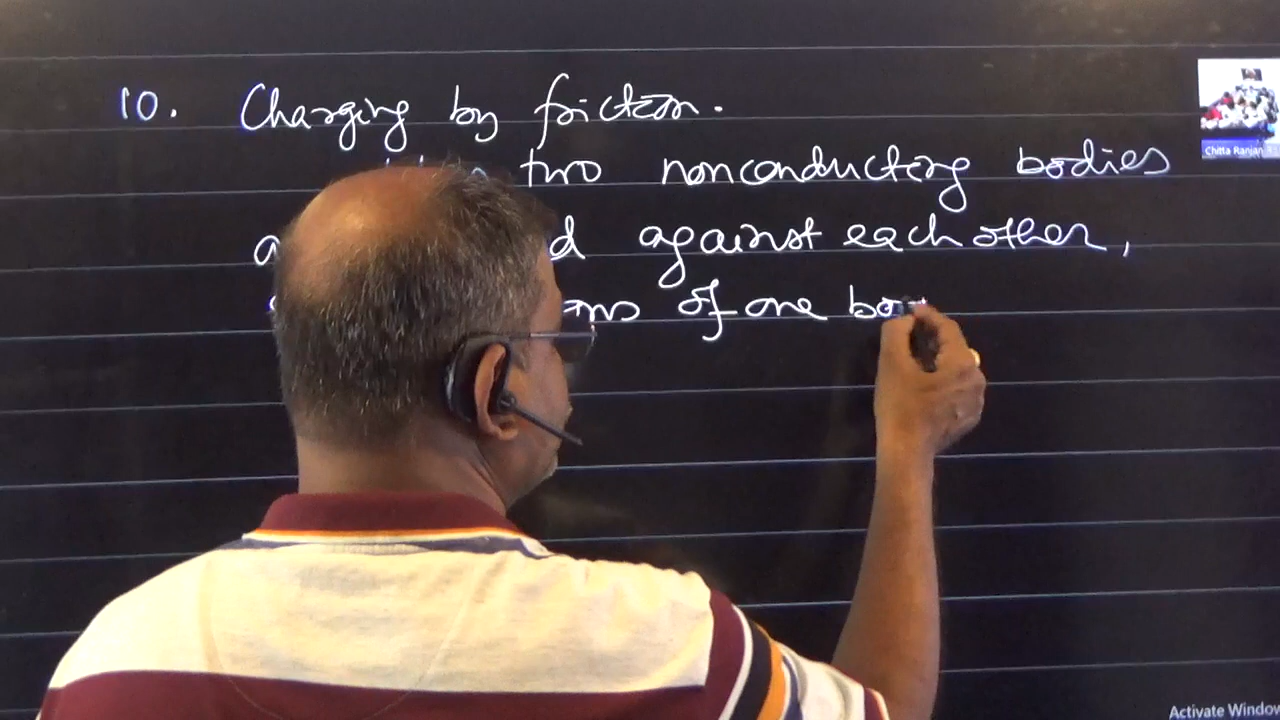 10. Charging by friction.
two nonconducting bodies
against each other,
of one bo
Chitta Ranjan
Activate Window